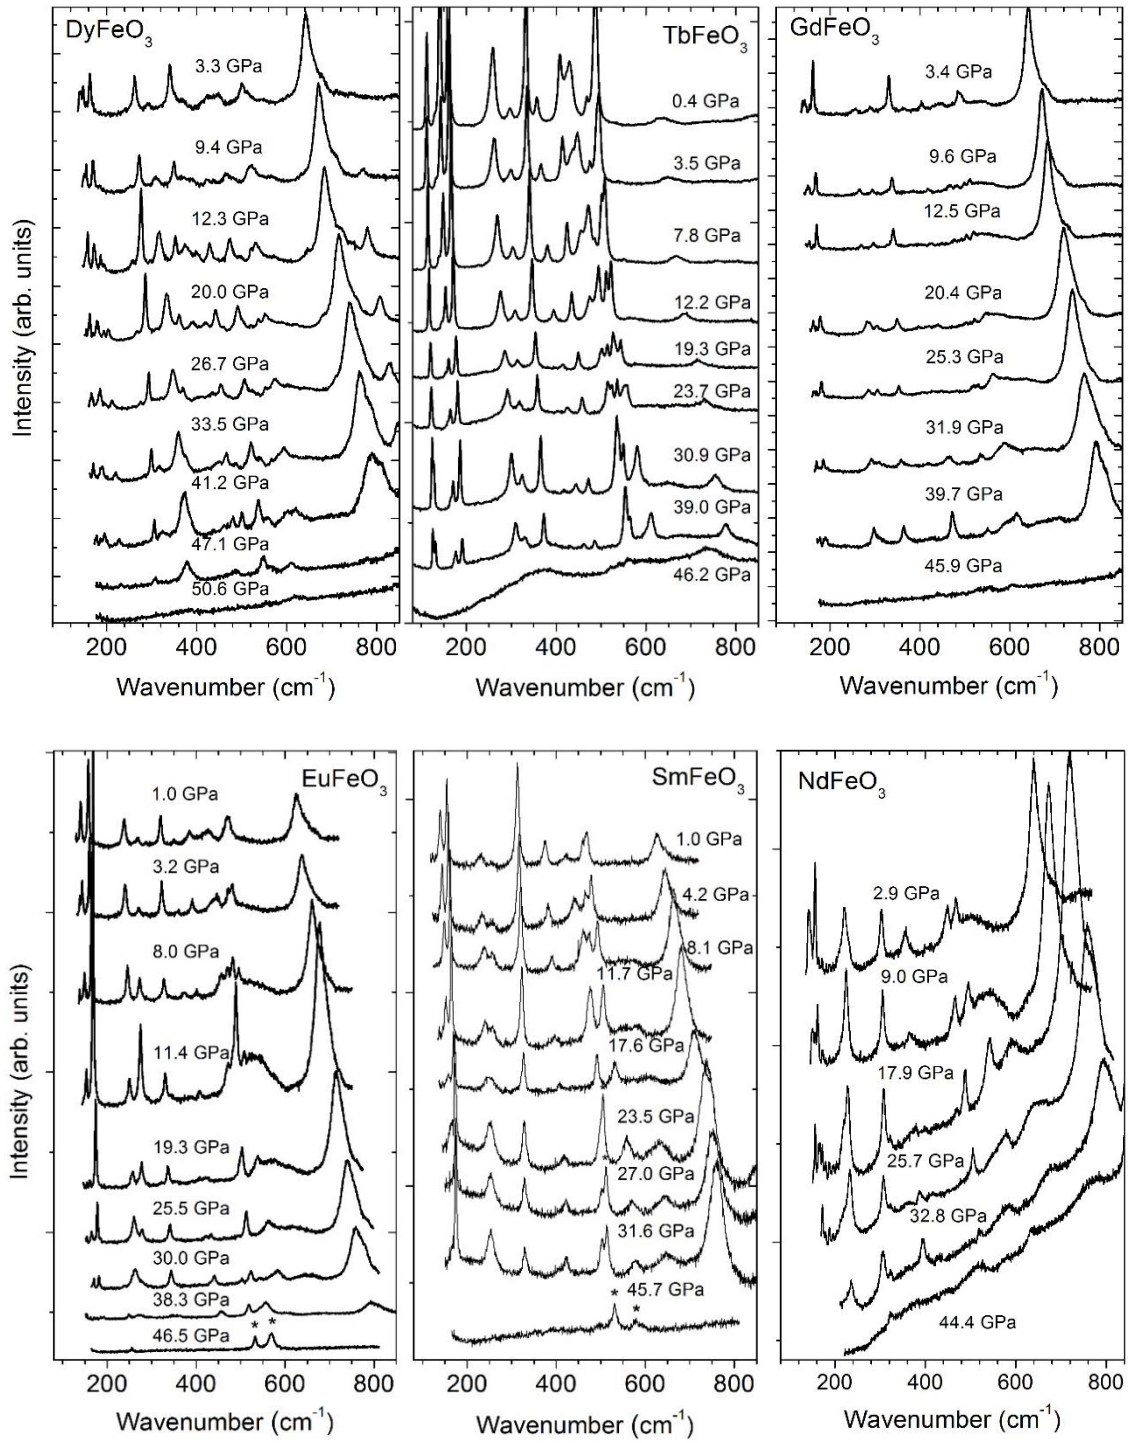 DyFeO3
3.3 GPa
9.4 GPa
12.3 GPa
20.0 GPa
26.7 GPa
33.5 GPa
41.2 GPa
47.1 GPa
50.6 GPa
Intensity (arb. units)
200 400 600 800
Wavenumber (cm-1)
TbFeO3
0.4 GPa
3.5 GPa
7.8 GPa
12.2 GPa
19.3 GPa
23.7 GPa
30.9 GPa
39.0 GPa
46.2 GPa
200 400 600 800
Wavenumber (cm-1)
GdFeO3
3.4 GPa
9.6 GPa
12.5 GPa
20.4 GPa
25.3 GPa
31.9 GPa
39.7 GPa
45.9 GPa
200 400 600 800
Wavenumber (cm-1)
EuFeO3
1.0 GPa
3.2 GPa
8.0 GPa
11.4 GPa
19.3 GPa
25.5 GPa
30.0 GPa
38.3 GPa
* *
46.5 GPa
Intensity (arb. units)
200 400 600 800
Wavenumber (cm-1)
SmFeO3
1.0 GPa
4.2 GPa
8.1 GPa
11.7 GPa
17.6 GPa
23.5 GPa
27.0 GPa
31.6 GPa
45.7 GPa
* *
200 400 600 800
Wavenumber (cm-1)
NdFeO3
2.9 GPa
9.0 GPa
17.9 GPa
25.7 GPa
32.8 GPa
44.4 GPa
200 400 600 800
Wavenumber (cm-1)